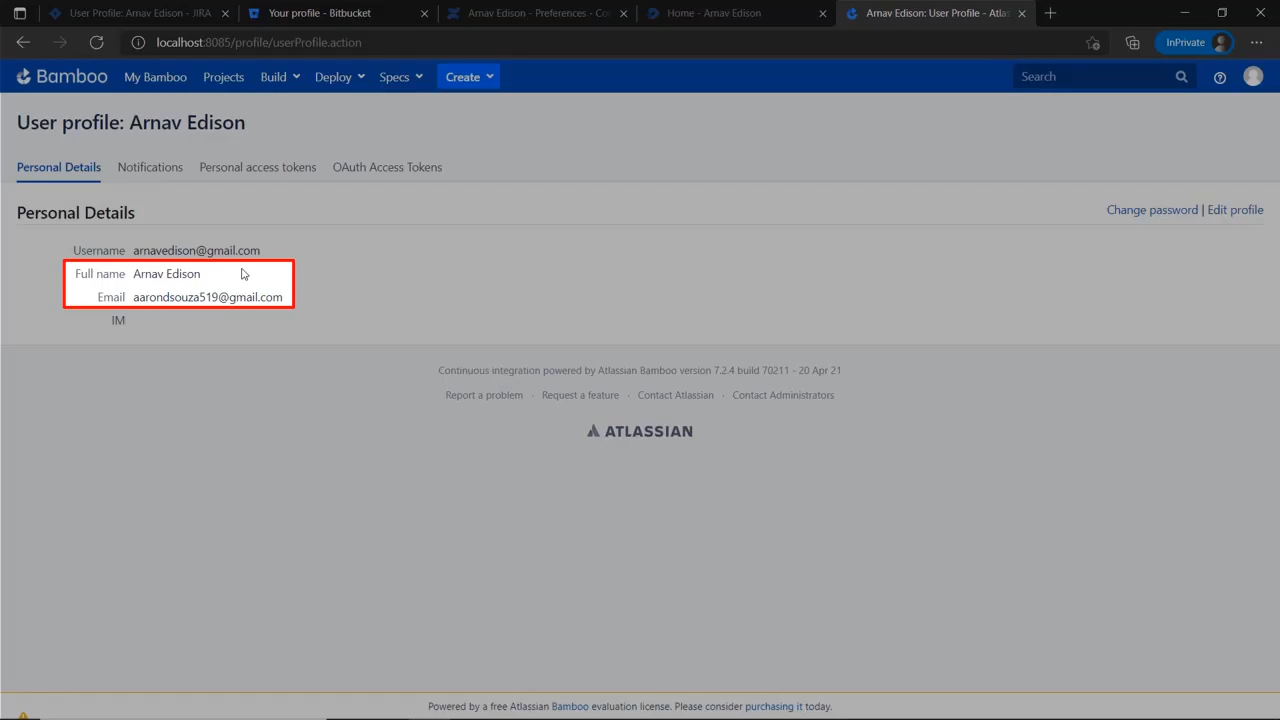 User Profile: Arnav Edison - JIRA
Your profile - Bitbucket
Arnav Edison - Preferences - Co
Home - Arnav Edison
Arnav Edison: User Profile - Atlas
localhost:8085/profile/userProfile.action
InPrivate
Bamboo My Bamboo Projects Build Deploy Specs Create Search
User profile: Arnav Edison
Personal Details Notifications Personal access tokens OAuth Access Tokens
Personal Details
Change password | Edit profile
Username arnavedison@gmail.com
Full name Arnav Edison
Email aarondsouza519@gmail.com
IM
Continuous integration powered by Atlassian Bamboo version 7.2.4 build 70211 - 20 Apr 21
Report a problem · Request a feature · Contact Atlassian · Contact Administrators
ATLASSIAN
Powered by a free Atlassian Bamboo evaluation license. Please consider purchasing it today.